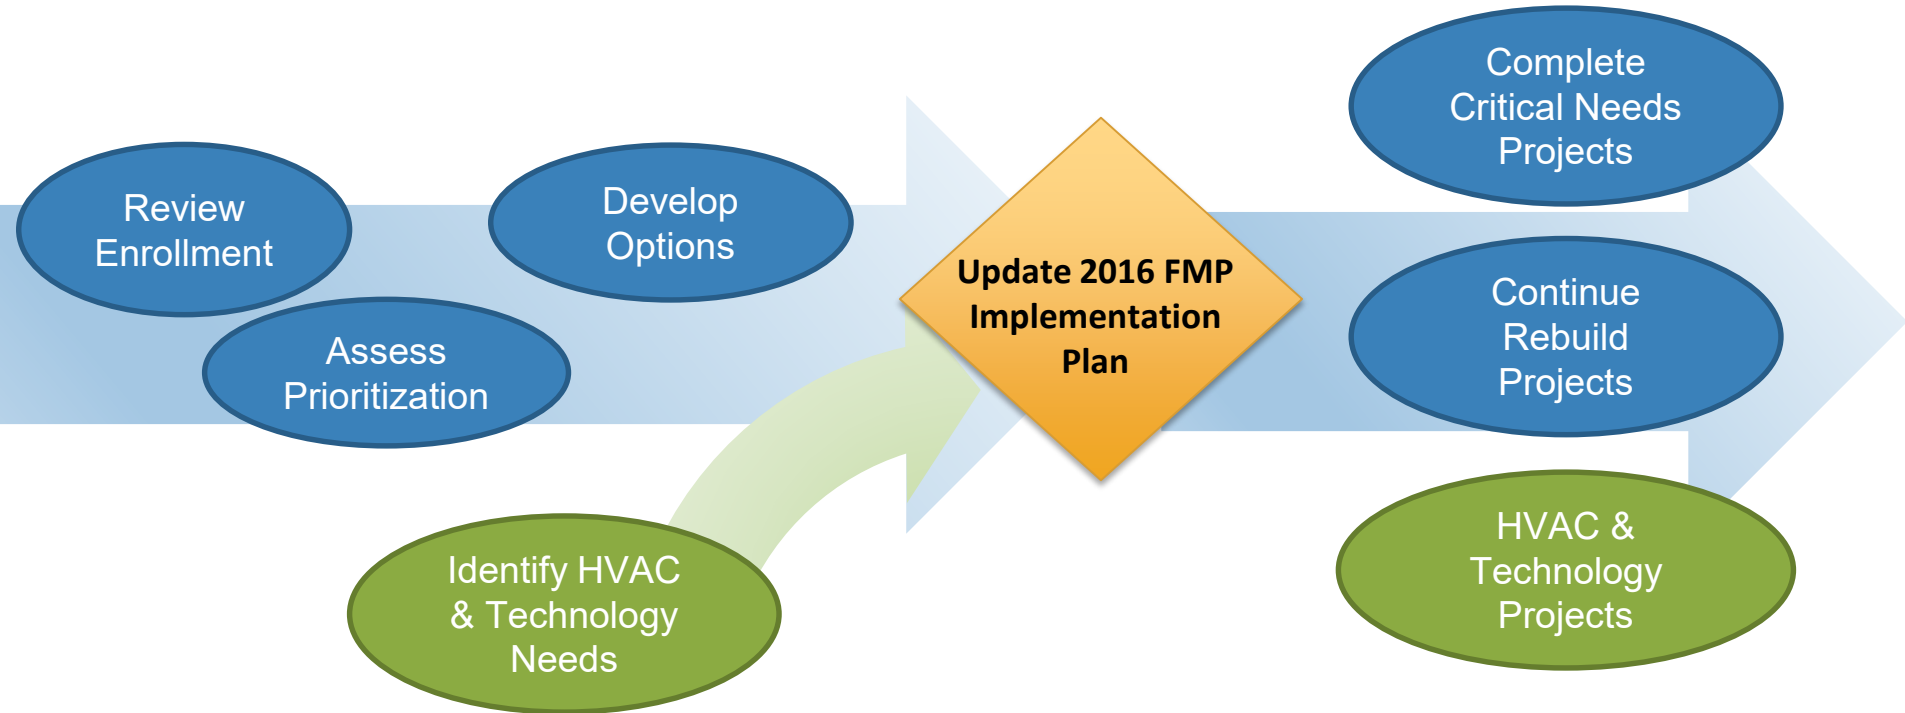 Review
Enrollment
Assess
Prioritization
Develop
Options
Identify HVAC
& Technology
Needs
Update 2016 FMP
Implementation
Plan
Complete
Critical Needs
Projects
Continue
Rebuild
Projects
HVAC &
Technology
Projects